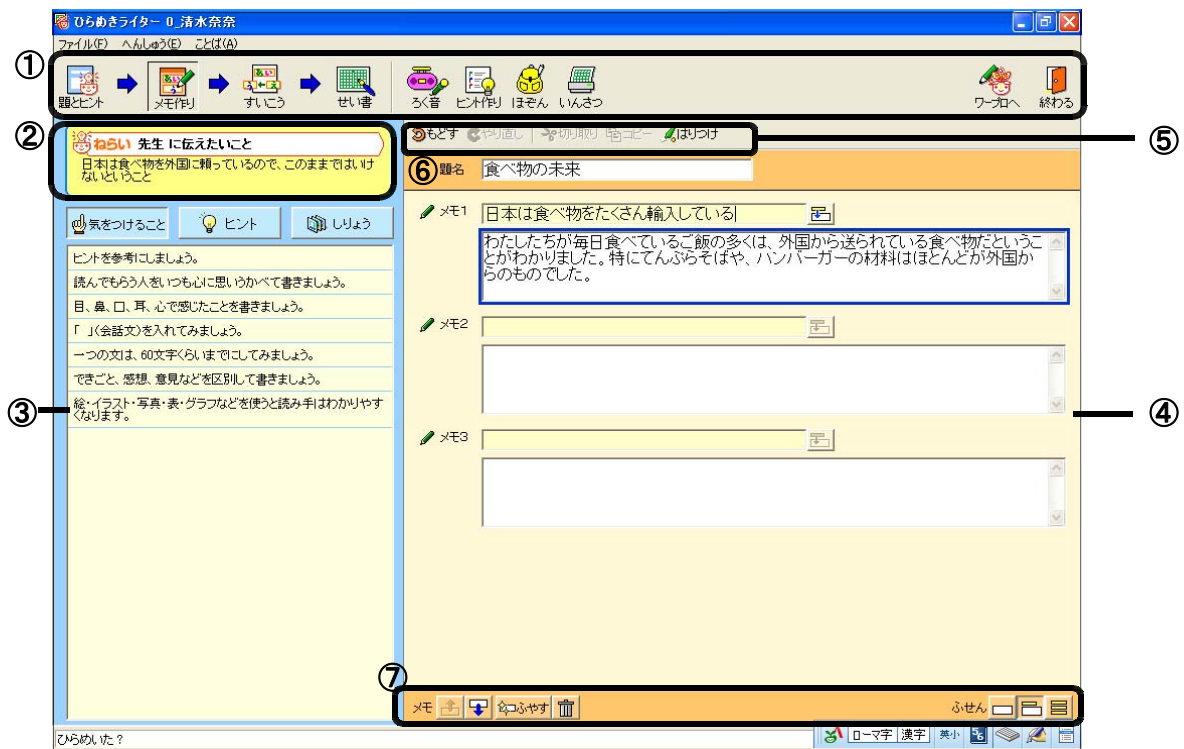 ひらめきライター 0_清水奈奈
ファイル(F) へんしゅう(E) ことば(A)
①
題とヒント メモ作り すいこう せい書 ろく音 ヒント作り ほぞん いんさつ ワープロへ 終わる
②
ねらい 先生 に伝えたいこと
日本は食べ物を外国に頼っているので、このままではいけ
ないということ
もどす やり直し 切り取り コピー はりつけ
⑤
⑥
題名 食べ物の未来
気をつけること ヒント しりょう
ヒントを参考にしましょう。
読んでもらう人をいつも心に思いうかべて書きましょう。
目、鼻、口、耳、心で感じたことを書きましょう。
「 」(会話文)を入れてみましょう。
一つの文は、60文字くらいまでにしてみましょう。
できごと、感想、意見などを区別して書きましょう。
絵・イラスト・写真・表・グラフなどを使うと読み手はわかりやす
くなります。
③
メモ1 日本は食べ物をたくさん輸入している
わたしたちが毎日食べているご飯の多くは、外国から送られている食べ物だというこ
とがわかりました。特にてんぷらそばや、ハンバーガーの材料はほとんどが外国か
らのものでした。
メモ2
④
メモ3
⑦
メモ ふやす ふせん
ひらめいた?
ローマ字 漢字 英小